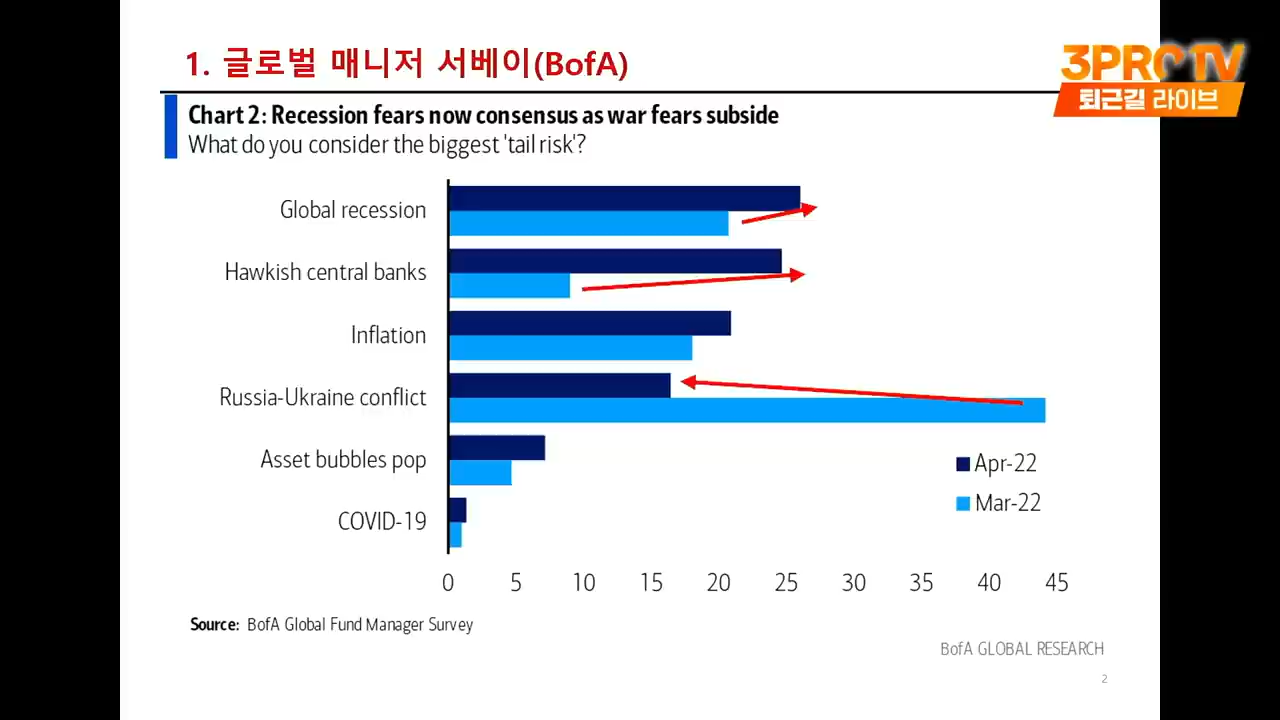 1. 글로벌 매니저 서베이(BofA)
3PROTV
퇴근길 라이브
Chart 2: Recession fears now consensus as war fears subside
What do you consider the biggest 'tail risk'?
Global recession
Hawkish central banks
Inflation
Russia-Ukraine conflict
Asset bubbles pop
COVID-19
Apr-22
Mar-22
0 5 10 15 20 25 30 35 40 45
Source: BofA Global Fund Manager Survey
BofA GLOBAL RESEARCH
2